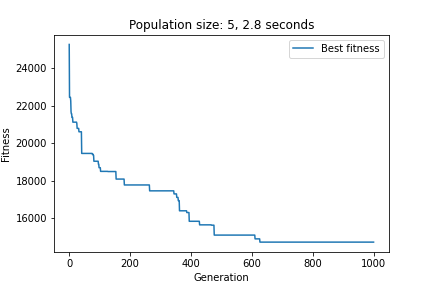 Population size: 5, 2.8 seconds
Best fitness
24000
22000
20000
18000
16000
Fitness
0 200 400 600 800 1000
Generation